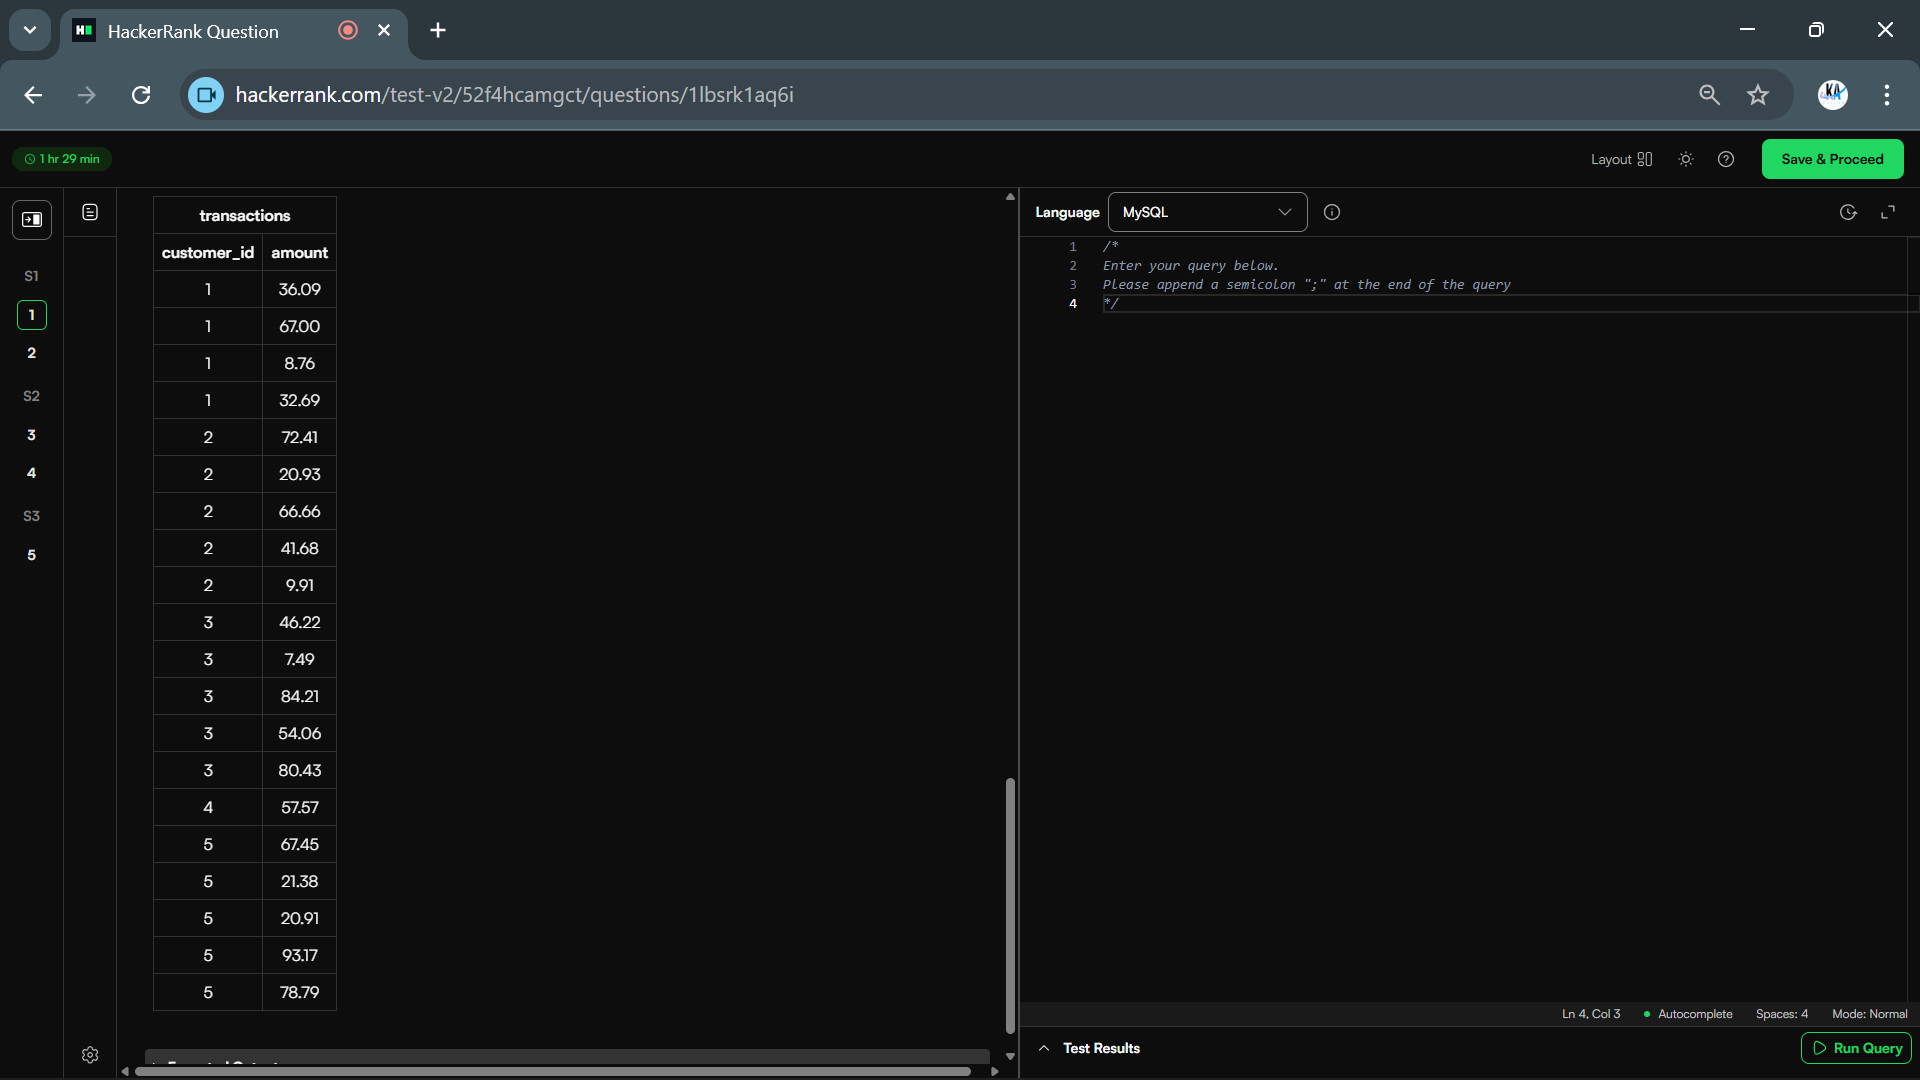 HackerRank Question
hackerrank.com/test-v2/52f4hcamgct/questions/1lbsrk1aq6i
KA
1 hr 29 min
Layout
Save & Proceed
S1
1
2
S2
3
4
S3
5
transactions
customer_id amount
1 36.09
1 67.00
1 8.76
1 32.69
2 72.41
2 20.93
2 66.66
2 41.68
2 9.91
3 46.22
3 7.49
3 84.21
3 54.06
3 80.43
4 57.57
5 67.45
5 21.38
5 20.91
5 93.17
5 78.79
Language MySQL
1 /*
2 Enter your query below.
3 Please append a semicolon ";" at the end of the query
4 */
Ln 4, Col 3 Autocomplete Spaces: 4 Mode: Normal
Test Results
Run Query